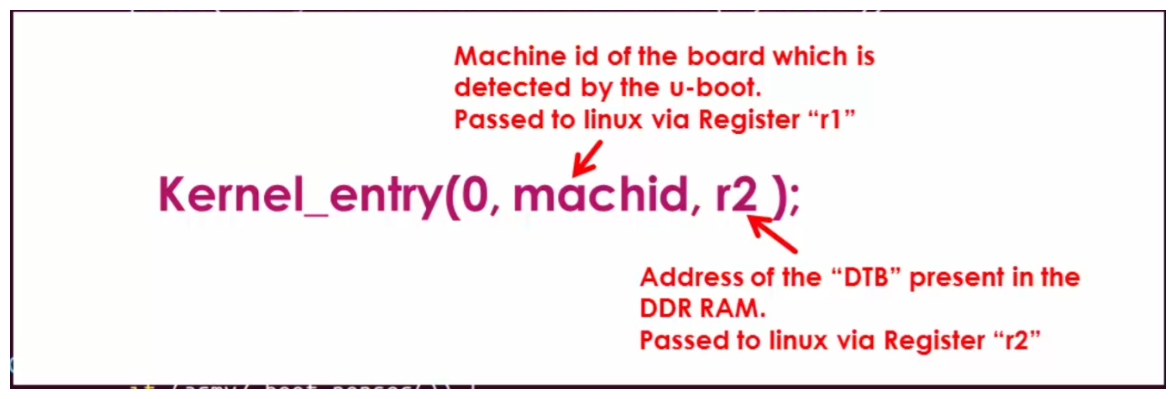 Machine id of the board which is
detected by the u-boot.
Passed to linux via Register “r1”
Kernel_entry(0, machid, r2 );
Address of the “DTB” present in the
DDR RAM.
Passed to linux via Register “r2”